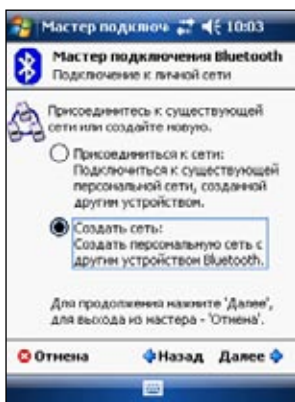 Мастер подключ 10:03
Мастер подключения Bluetooth
Подключение к личной сети
Присоединитесь к существующей
сети или создайте новую.
Присоединиться к сети:
Подключиться к существующей
персональной сети, созданной
другим устройством.
Создать сеть:
Создать персональную сеть с
другим устройством Bluetooth.
Для продолжения нажмите 'Далее',
для выхода из мастера - 'Отмена'.
Отмена Назад Далее